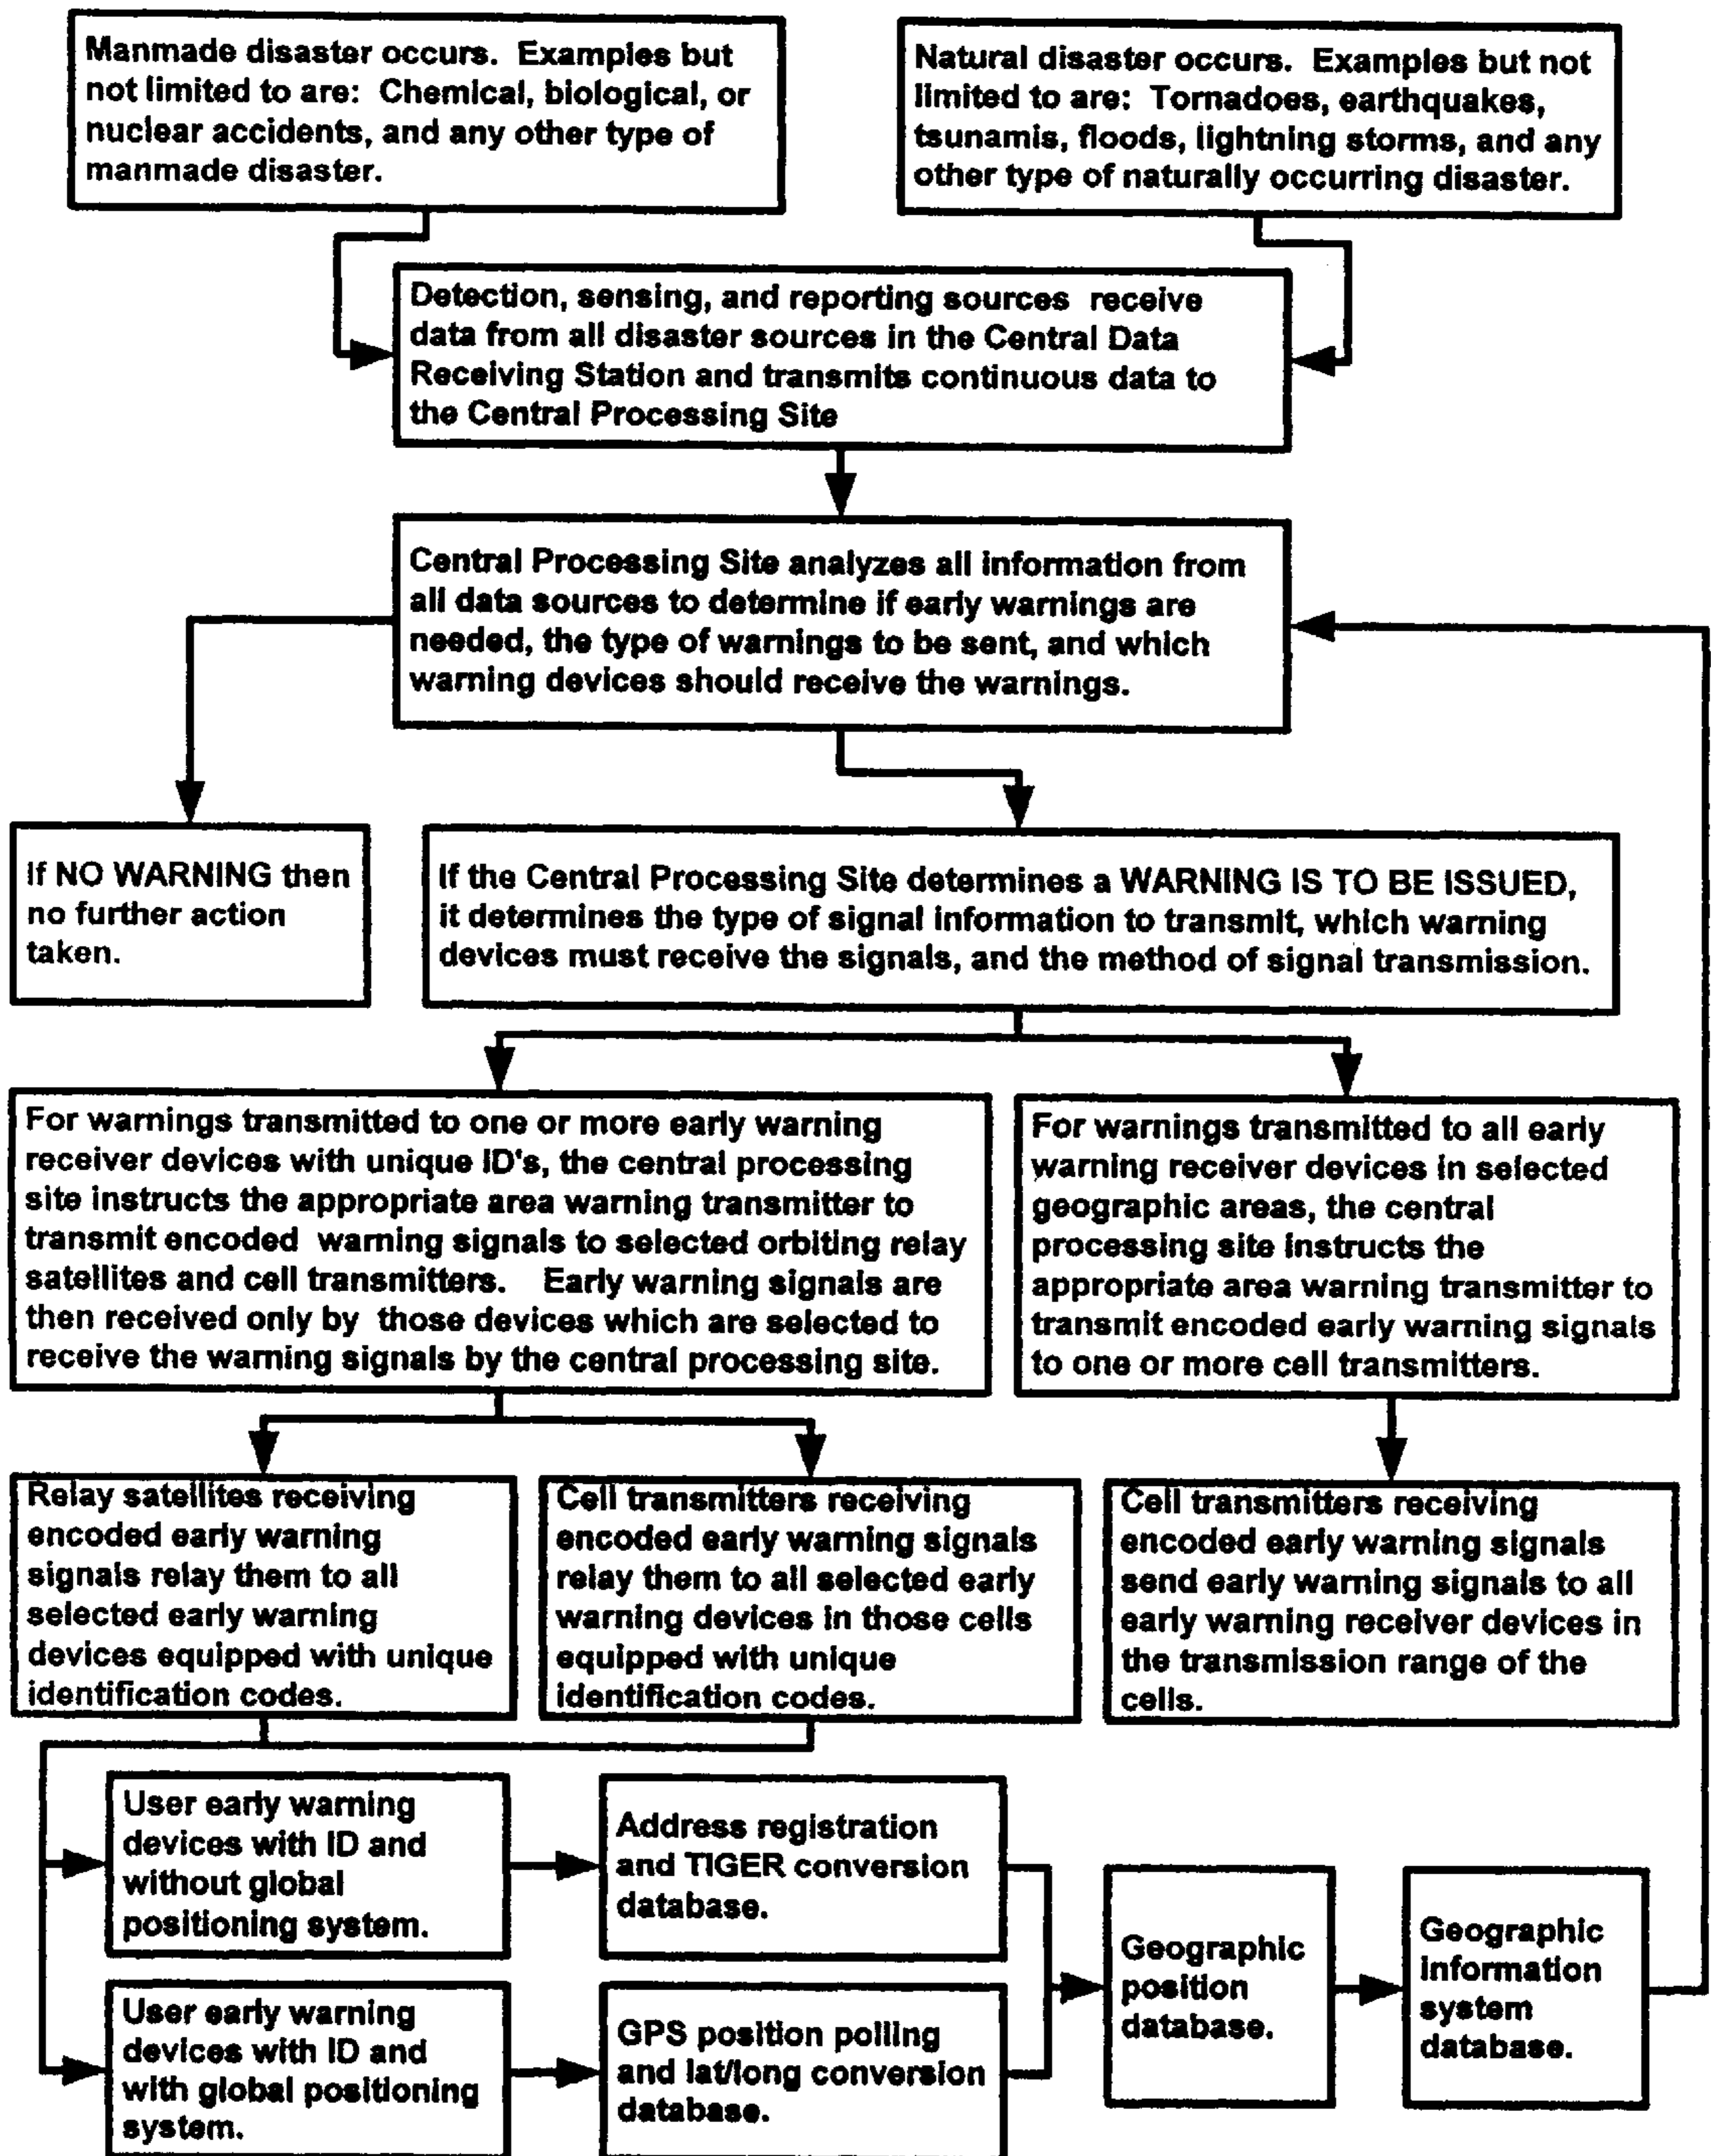 Manmade disaster occurs. Examples but
not limited to are: Chemical, biological, or
nuclear accidents, and any other type of
manmade disaster.
Natural disaster occurs. Examples but not
limited to are: Tornadoes, earthquakes,
tsunamis, floods, lightning storms, and any
other type of naturally occurring disaster.
Detection, sensing, and reporting sources receive
data from all disaster sources in the Central Data
Receiving Station and transmits continuous data to
the Central Processing Site
Central Processing Site analyzes all information from
all data sources to determine if early warnings are
needed, the type of warnings to be sent, and which
warning devices should receive the warnings.
If NO WARNING then
no further action
taken.
If the Central Processing Site determines a WARNING IS TO BE ISSUED,
it determines the type of signal information to transmit, which warning
devices must receive the signals, and the method of signal transmission.
For warnings transmitted to one or more early warning
receiver devices with unique ID's, the central processing
site instructs the appropriate area warning transmitter to
transmit encoded warning signals to selected orbiting relay
satellites and cell transmitters. Early warning signals are
then received only by those devices which are selected to
receive the warning signals by the central processing site.
For warnings transmitted to all early
warning receiver devices in selected
geographic areas, the central
processing site instructs the
appropriate area warning transmitter to
transmit encoded early warning signals
to one or more cell transmitters.
Relay satellites receiving
encoded early warning
signals relay them to all
selected early warning
devices equipped with unique
identification codes.
Cell transmitters receiving
encoded early warning signals
relay them to all selected early
warning devices in those cells
equipped with unique
identification codes.
Cell transmitters receiving
encoded early warning signals
send early warning signals to all
early warning receiver devices in
the transmission range of the
cells.
User early warning
devices with ID and
without global
positioning system.
Address registration
and TIGER conversion
database.
User early warning
devices with ID and
with global positioning
system.
GPS position polling
and lat/long conversion
database.
Geographic
position
database.
Geographic
information
system
database.